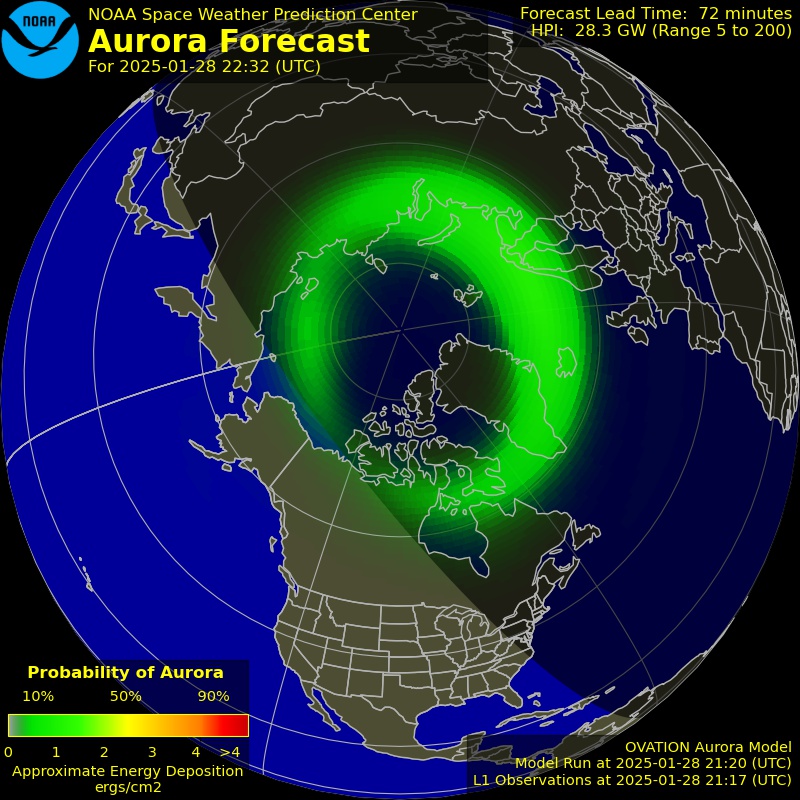 NOAA
NOAA Space Weather Prediction Center
Aurora Forecast
For 2025-01-28 22:32 (UTC)
Forecast Lead Time: 72 minutes
HPI: 28.3 GW (Range 5 to 200)
Probability of Aurora
10% 50% 90%
0 1 2 3 4 >4
Approximate Energy Deposition
ergs/cm2
OVATION Aurora Model
Model Run at 2025-01-28 21:20 (UTC)
L1 Observations at 2025-01-28 21:17 (UTC)